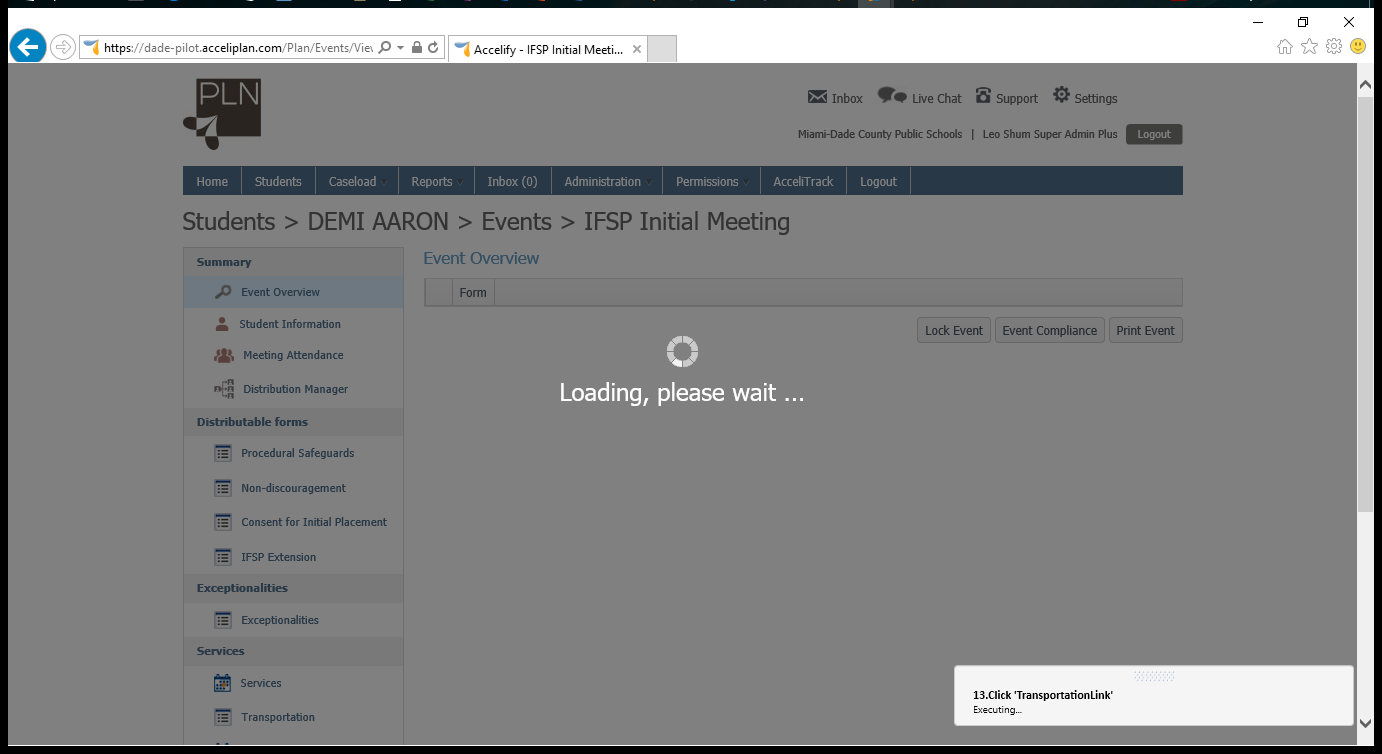 https://dade-pilot.acceliplan.com/Plan/Events/Viev
Accelify - IFSP Initial Meeti...
PLN
Inbox
Live Chat
Support
Settings
Miami-Dade County Public Schools | Leo Shum Super Admin Plus
Logout
Home
Students
Caseload
Reports
Inbox (0)
Administration
Permissions
AcceliTrack
Logout
Students > DEMI AARON > Events > IFSP Initial Meeting
Summary
Event Overview
Student Information
Meeting Attendance
Distribution Manager
Distributable forms
Procedural Safeguards
Non-discouragement
Consent for Initial Placement
IFSP Extension
Exceptionalities
Exceptionalities
Services
Services
Transportation
Event Overview
Form
Lock Event
Event Compliance
Print Event
Loading, please wait ...
13.Click 'TransportationLink'
Executing...